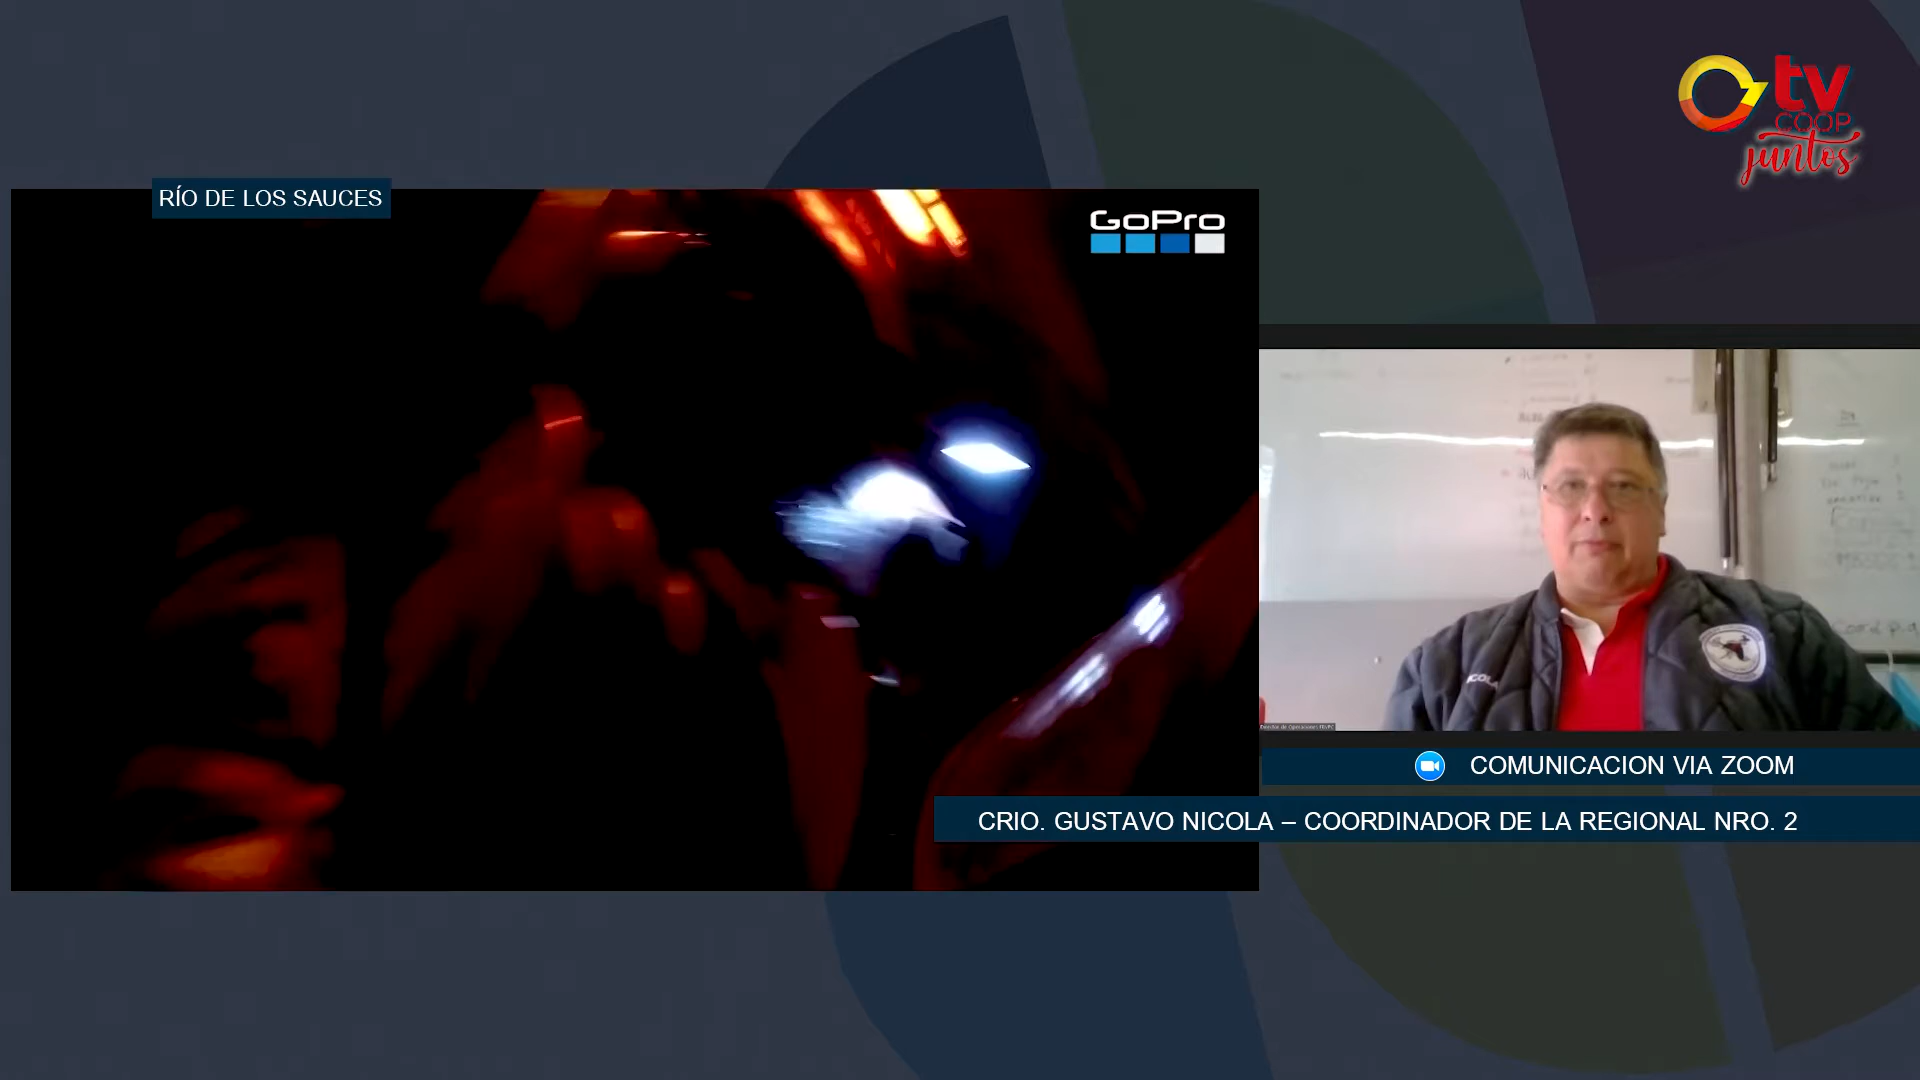 tv
COOP
juntos
RÍO DE LOS SAUCES
GoPro
COMUNICACION VIA ZOOM
CRIO. GUSTAVO NICOLA – COORDINADOR DE LA REGIONAL NRO. 2